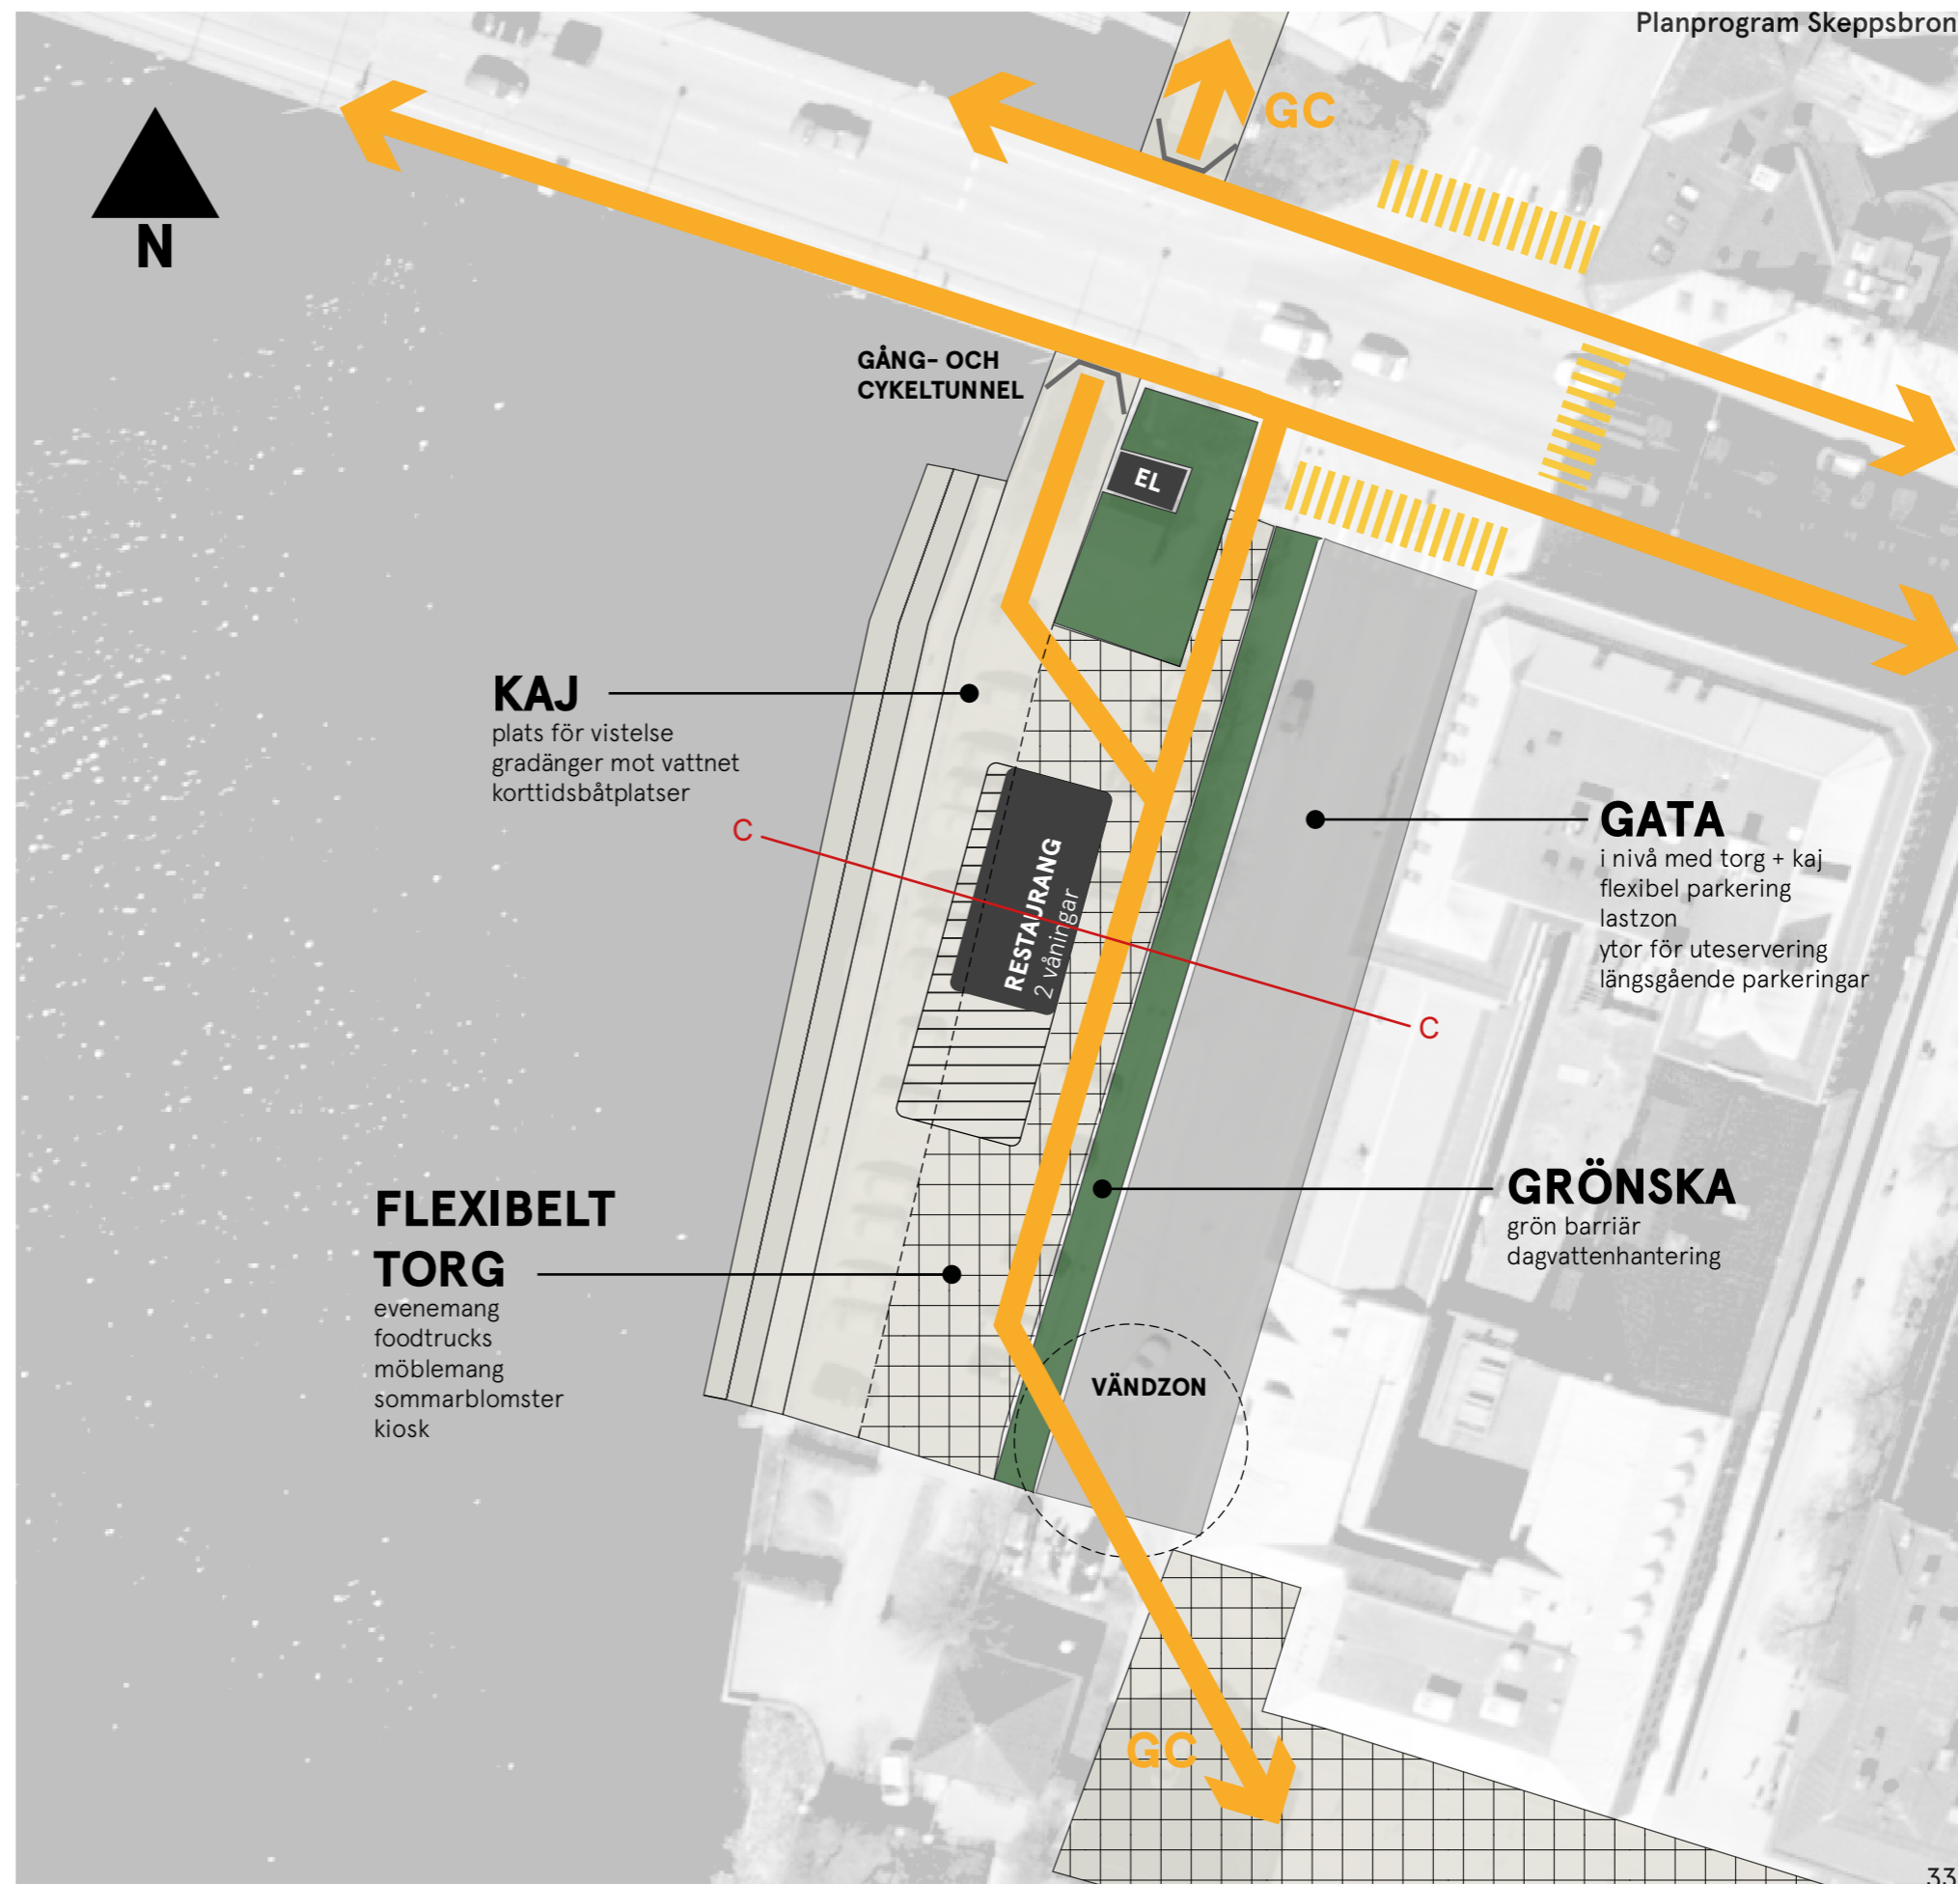 Planprogram Skeppsbron
GC
N
GÅNG- OCH
CYKELTUNNEL
EL
KAJ
plats för vistelse
gradänger mot vattnet
korttidsbåtplatser
C
RESTAURANG
2 våningar
GATA
i nivå med torg + kaj
flexibel parkering
lastzon
ytor för uteservering
längsgående parkeringar
C
GRÖNSKA
grön barriär
dagvattenhantering
FLEXIBELT
TORG
evenemang
foodtrucks
möblemang
sommarblomster
kiosk
VÄNDZON
GC
33